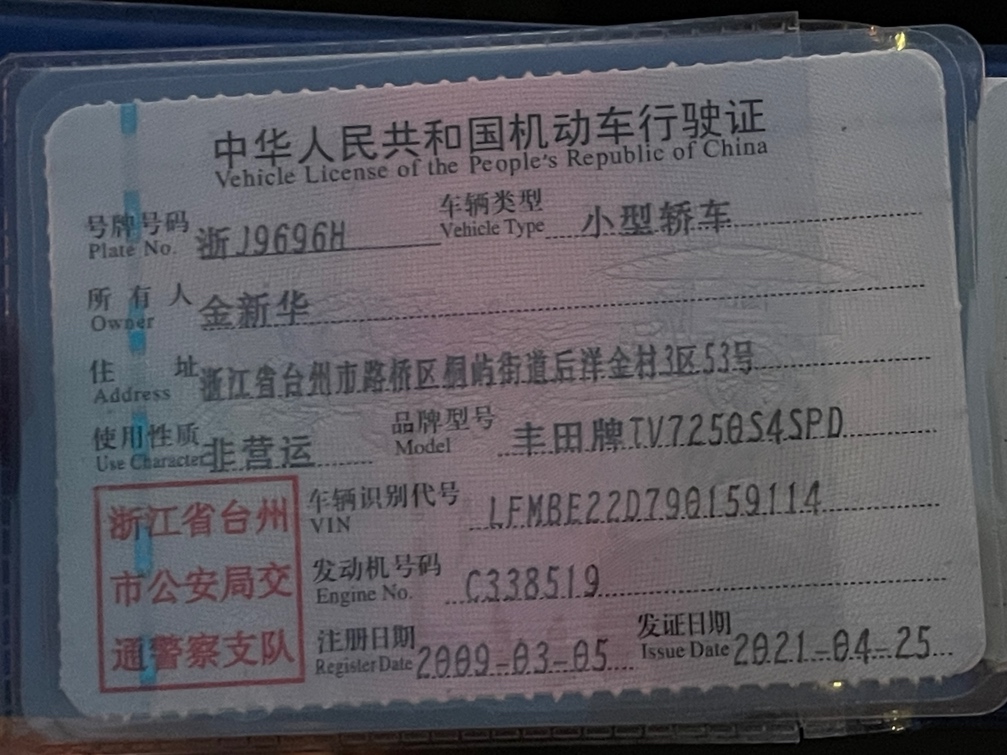 中华人民共和国机动车行驶证
Vehicle License of the People's Republic of China
号牌号码 浙J9696H 车辆类型 小型轿车
Plate No. Vehicle Type
所有人 金新华
Owner
住址 浙江省台州市路桥区桐屿街道后洋金村3区53号
Address
使用性质 非营运 品牌型号 丰田牌TV7250S4SPD
Use Character Model
浙江省台州
市公安局交
通警察支队
车辆识别代号 LFMBE22D790159114
VIN
发动机号码 C338519
Engine No.
注册日期 2009-03-05 发证日期 2021-04-25
Register Date Issue Date